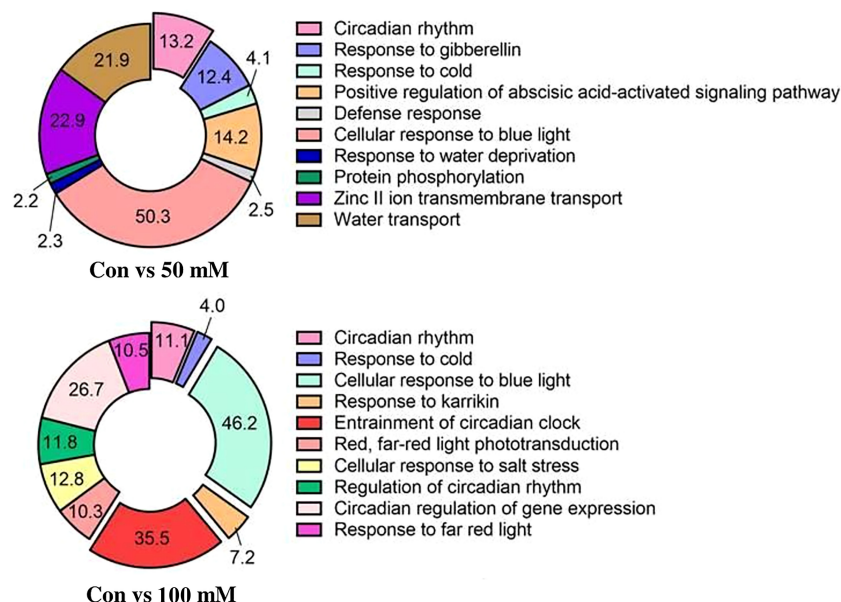 13.2
12.4
4.1
14.2
2.5
50.3
2.3
2.2
22.9
21.9
Circadian rhythm
Response to gibberellin
Response to cold
Positive regulation of abscisic acid-activated signaling pathway
Defense response
Cellular response to blue light
Response to water deprivation
Protein phosphorylation
Zinc II ion transmembrane transport
Water transport
Con vs 50 mM
11.1
4.0
46.2
7.2
35.5
10.3
12.8
11.8
26.7
10.5
Circadian rhythm
Response to cold
Cellular response to blue light
Response to karrikin
Entrainment of circadian clock
Red, far-red light phototransduction
Cellular response to salt stress
Regulation of circadian rhythm
Circadian regulation of gene expression
Response to far red light
Con vs 100 mM